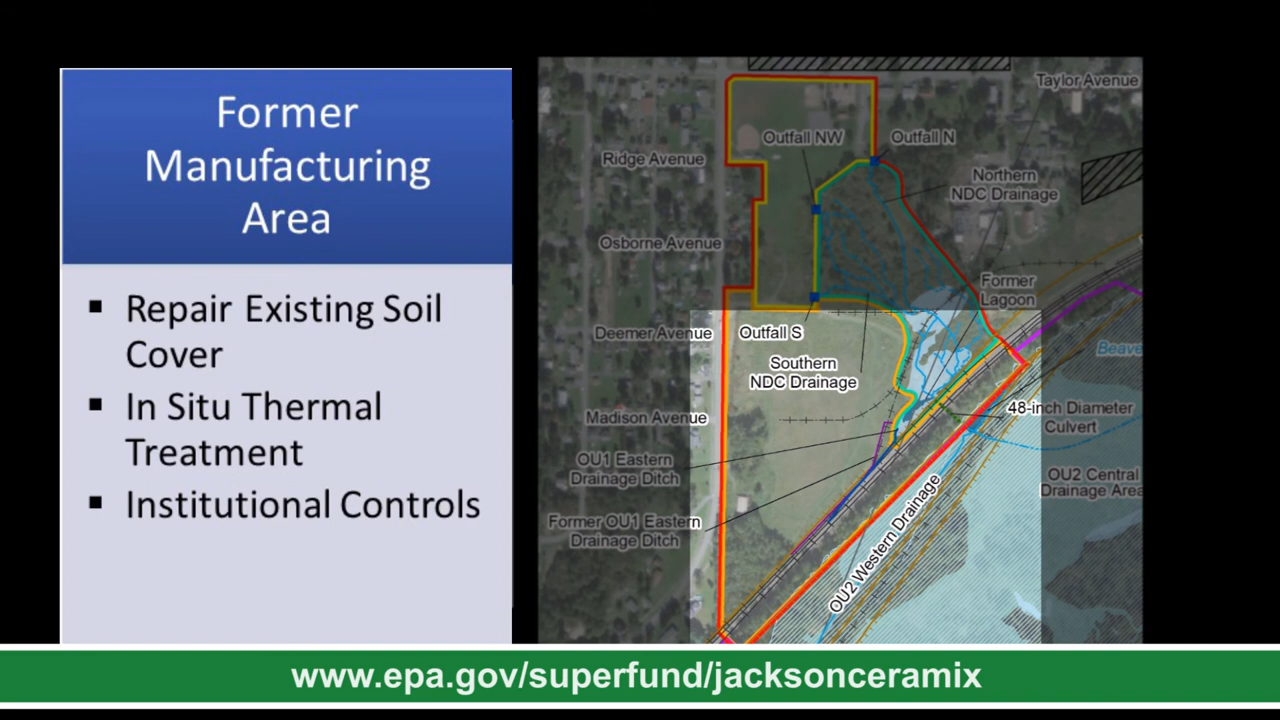 Former
Manufacturing
Area
▪ Repair Existing Soil
Cover
▪ In Situ Thermal
Treatment
▪ Institutional Controls
Taylor Avenue
Outfall NW
Outfall N
Ridge Avenue
Northern
NDC Drainage
Osborne Avenue
Former
Lagoon
Deemer Avenue
Outfall S
Southern
NDC Drainage
Madison Avenue
48-inch Diameter
Culvert
OU1 Eastern
Drainage Ditch
OU2 Central
Drainage Area
Former OU1 Eastern
Drainage Ditch
OU2 Western Drainage
www.epa.gov/superfund/jacksonceramix